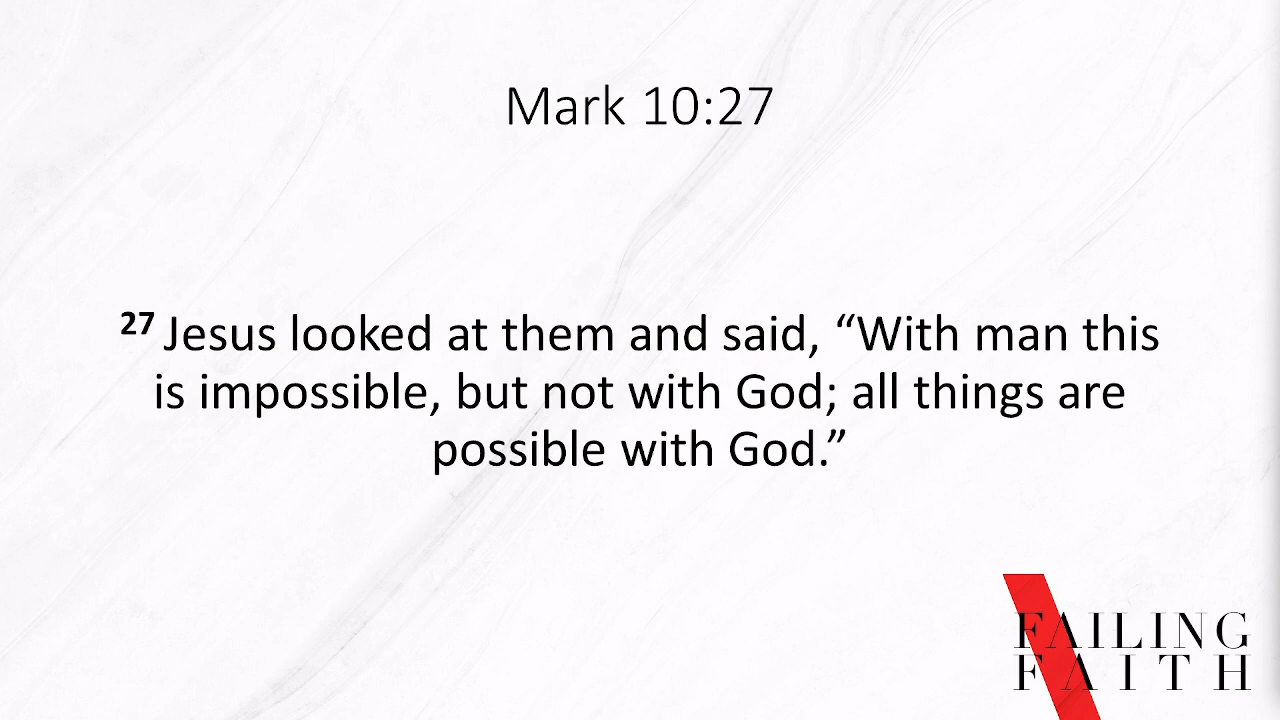 Mark 10:27
27 Jesus looked at them and said, “With man this
is impossible, but not with God; all things are
possible with God.”
FAILING
FAITH